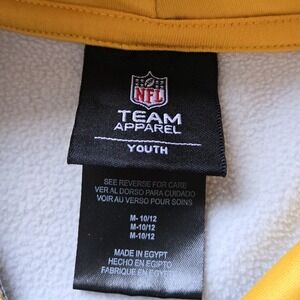 NFL
TEAM
APPAREL
YOUTH
SEE REVERSE FOR CARE
VER AL DORSO PARA CUIDADO
VOIR AU VERSO POUR SOINS
M- 10/12
M-10/12
M-10/12
MADE IN EGYPT
HECHO EN EGIPTO
FABRIQUE EN EGYPT